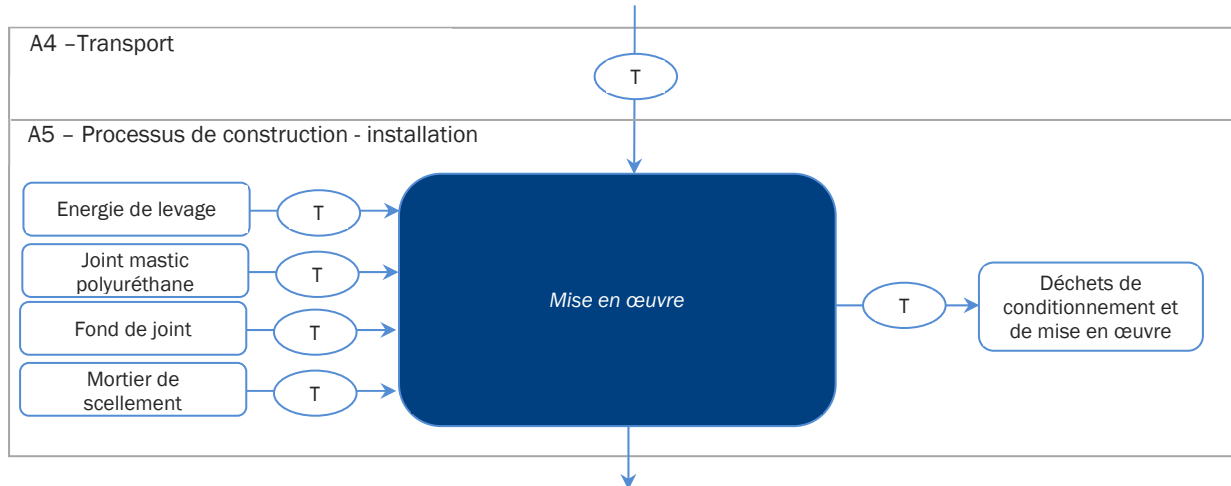 A4 –Transport
T
A5 – Processus de construction - installation
Energie de levage
T
Joint mastic
polyuréthane
T
Fond de joint
T
Mortier de
scellement
T
Mise en œuvre
T
Déchets de
conditionnement et
de mise en œuvre